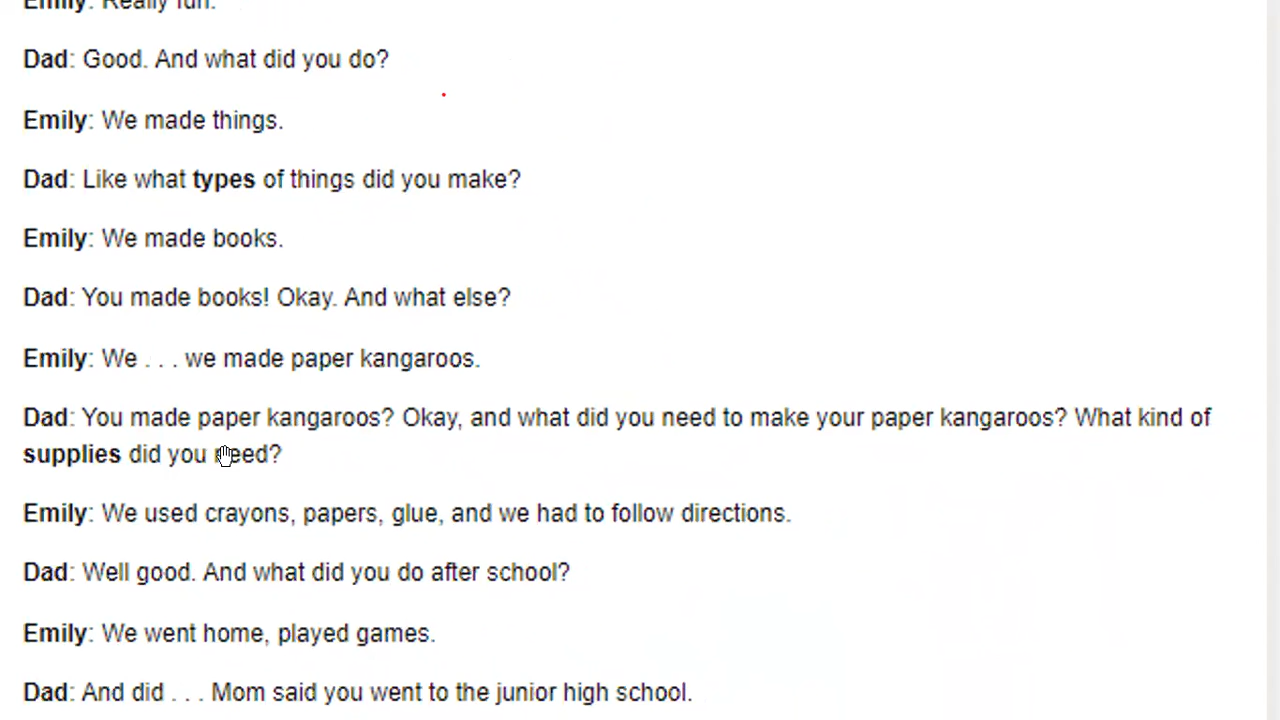 Emily: Really fun.
Dad: Good. And what did you do?
Emily: We made things.
Dad: Like what types of things did you make?
Emily: We made books.
Dad: You made books! Okay. And what else?
Emily: We . . . we made paper kangaroos.
Dad: You made paper kangaroos? Okay, and what did you need to make your paper kangaroos? What kind of
supplies did you need?
Emily: We used crayons, papers, glue, and we had to follow directions.
Dad: Well good. And what did you do after school?
Emily: We went home, played games.
Dad: And did . . . Mom said you went to the junior high school.